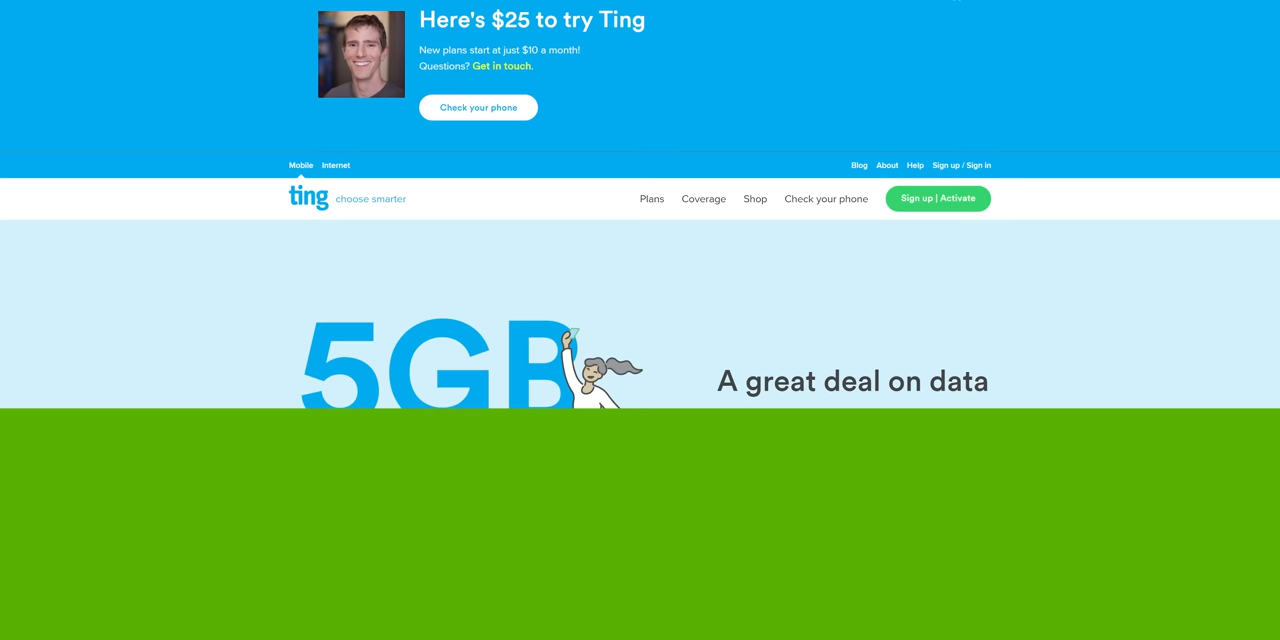 Here's $25 to try Ting
New plans start at just $10 a month!
Questions? Get in touch.
Check your phone
Mobile Internet Blog About Help Sign up / Sign in
ting choose smarter Plans Coverage Shop Check your phone Sign up | Activate
5GB
A great deal on data